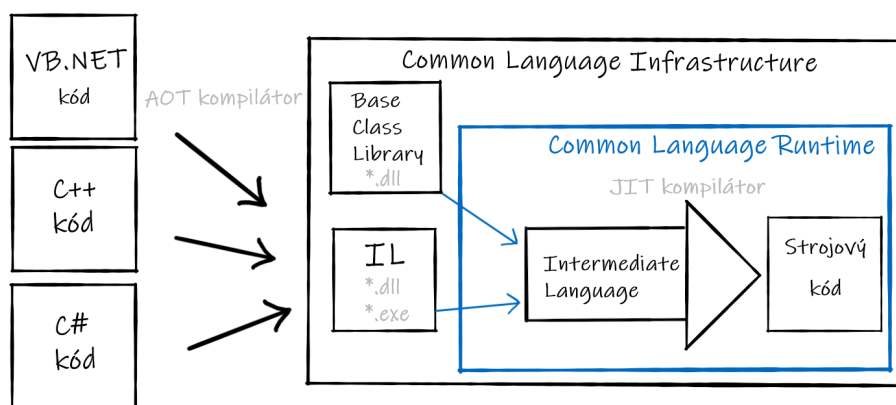 VB.NET
kód
AOT kompilátor
C++
kód
C#
kód
Common Language Infrastructure
Base
Class
Library
*.dll
IL
*.dll
*.exe
Common Language Runtime
JIT kompilátor
Intermediate
Language
Strojový
kód